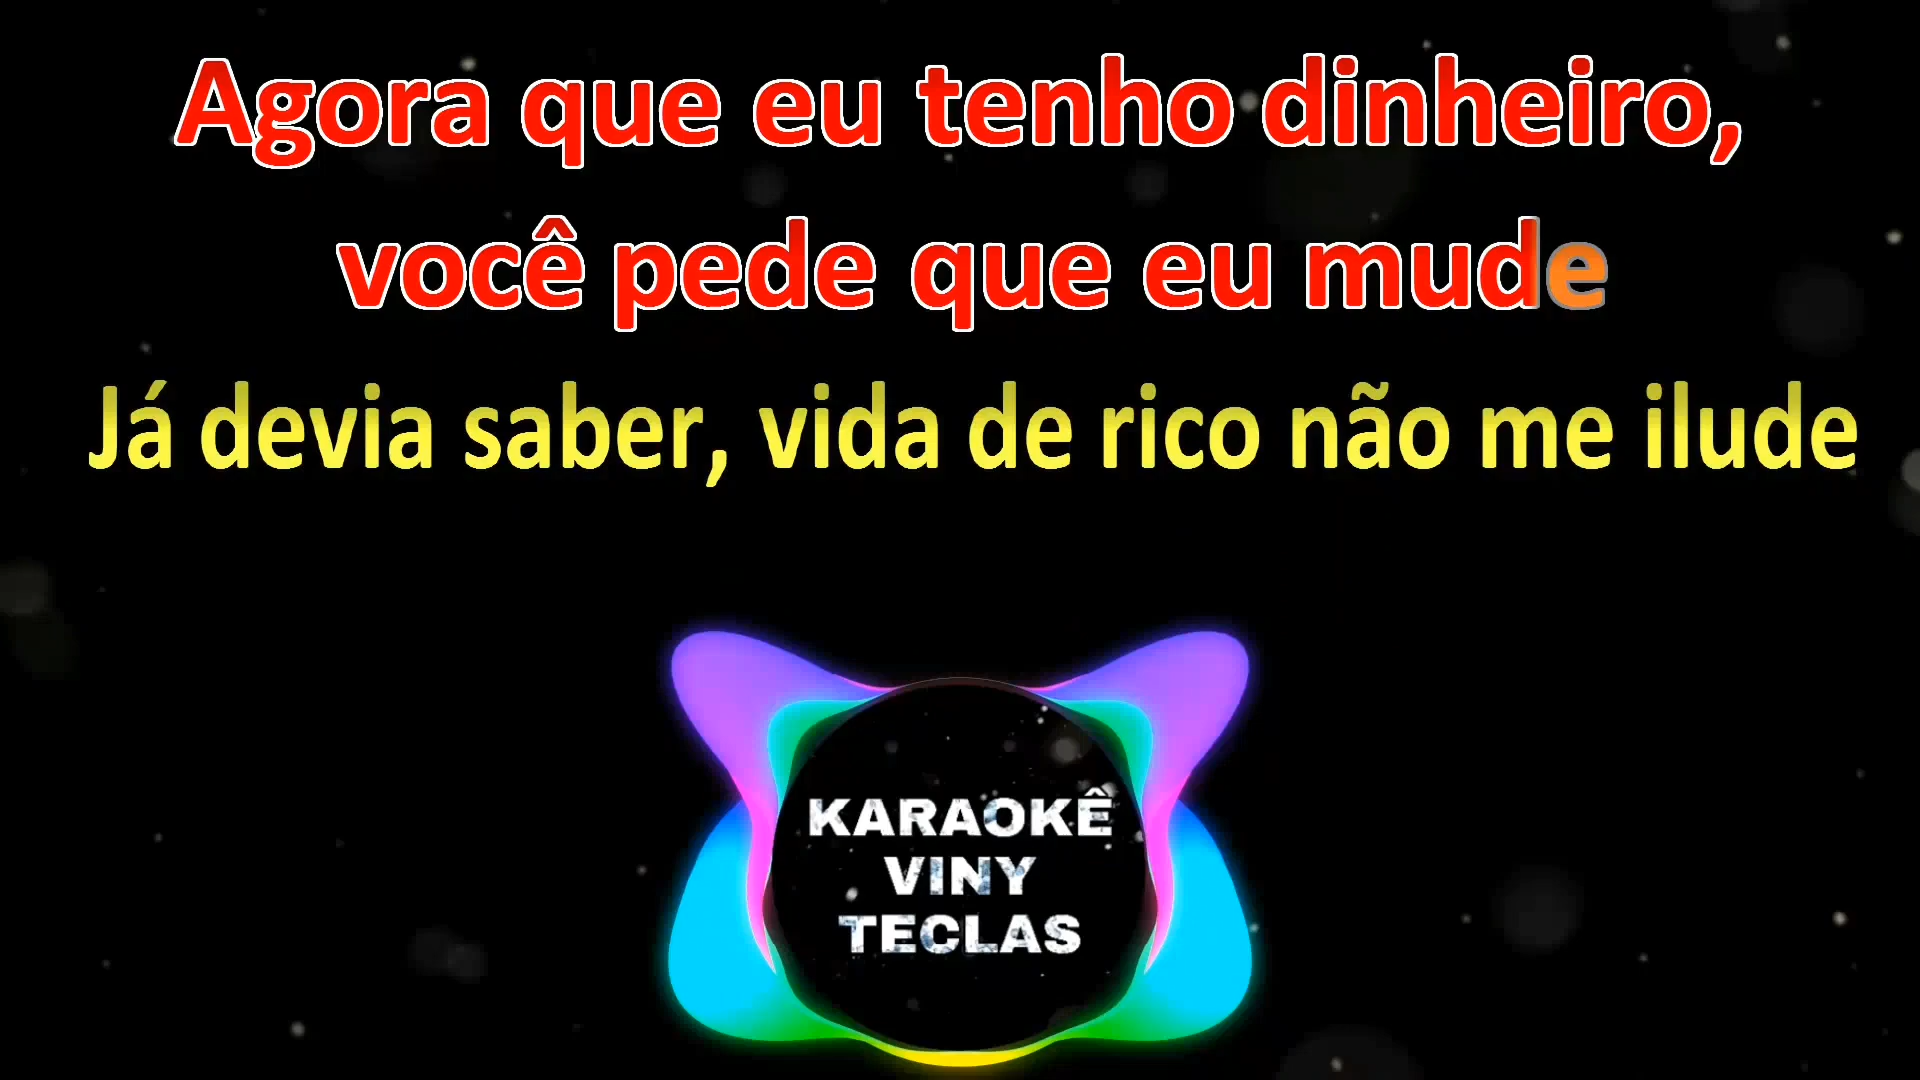 Agora que eu tenho dinheiro,
você pede que eu mude
Já devia saber, vida de rico não me ilude
KARAOKÊ
VINY
TECLAS